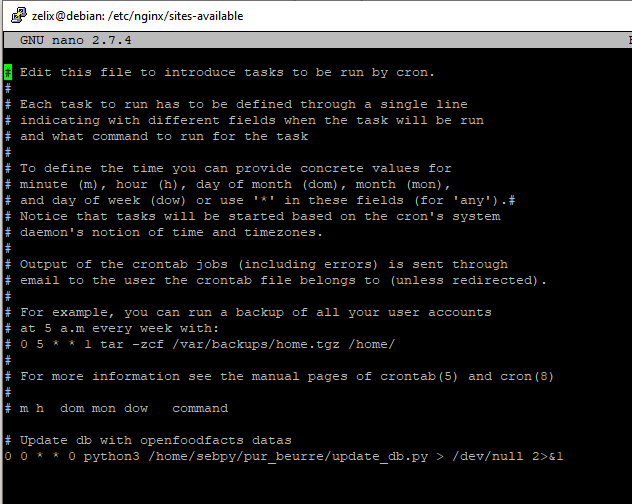 zelix@debian: /etc/nginx/sites-available
GNU nano 2.7.4
# Edit this file to introduce tasks to be run by cron.
#
# Each task to run has to be defined through a single line
# indicating with different fields when the task will be run
# and what command to run for the task
#
# To define the time you can provide concrete values for
# minute (m), hour (h), day of month (dom), month (mon),
# and day of week (dow) or use '*' in these fields (for 'any').#
# Notice that tasks will be started based on the cron's system
# daemon's notion of time and timezones.
#
# Output of the crontab jobs (including errors) is sent through
# email to the user the crontab file belongs to (unless redirected).
#
# For example, you can run a backup of all your user accounts
# at 5 a.m every week with:
# 0 5 * * 1 tar -zcf /var/backups/home.tgz /home/
#
# For more information see the manual pages of crontab(5) and cron(8)
#
# m h  dom mon dow   command
# Update db with openfoodfacts datas
0 0 * * 0 python3 /home/sebpy/pur_beurre/update_db.py > /dev/null 2>&1